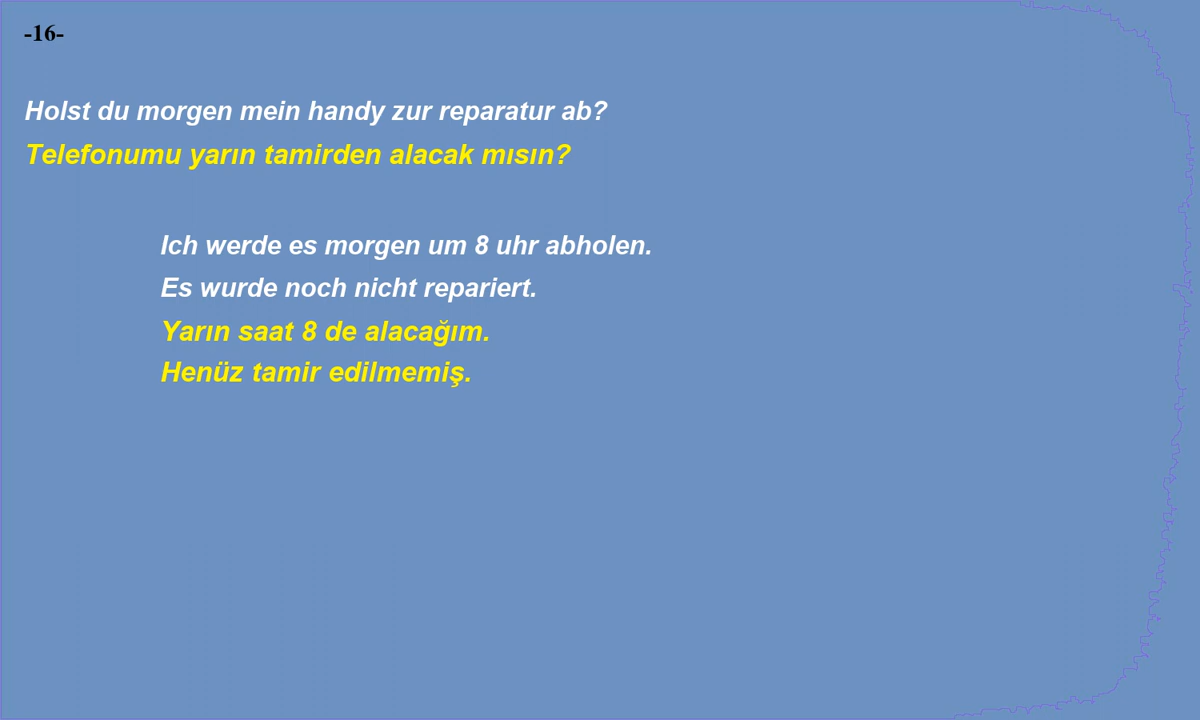 -16-
Holst du morgen mein handy zur reparatur ab?
Telefonumu yarın tamirden alacak mısın?
Ich werde es morgen um 8 uhr abholen.
Es wurde noch nicht repariert.
Yarın saat 8 de alacağım.
Henüz tamir edilmemiş.